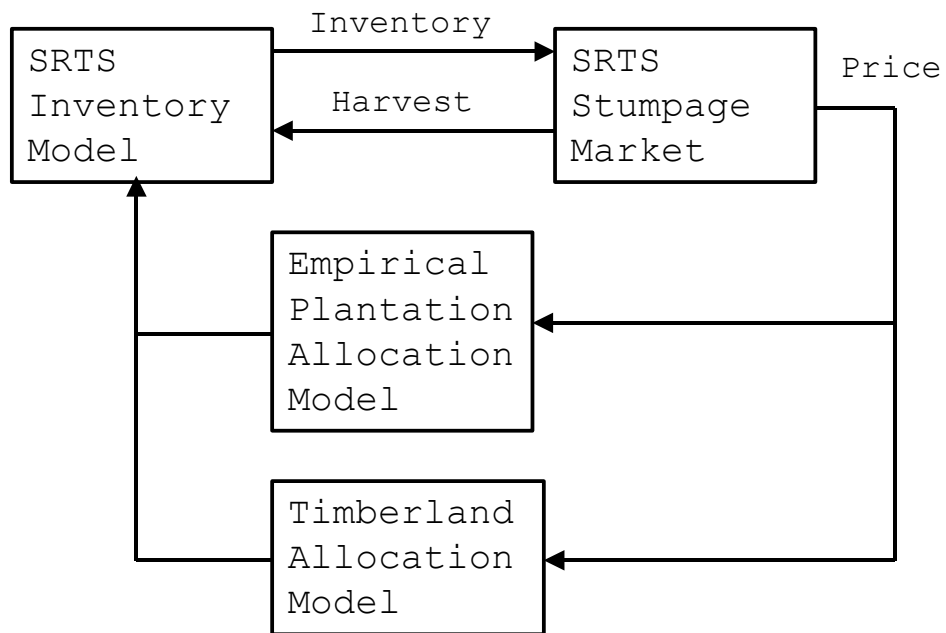 Inventory
SRTS
Inventory
Model
SRTS
Stumpage
Market
Price
Harvest
Empirical
Plantation
Allocation
Model
Timberland
Allocation
Model